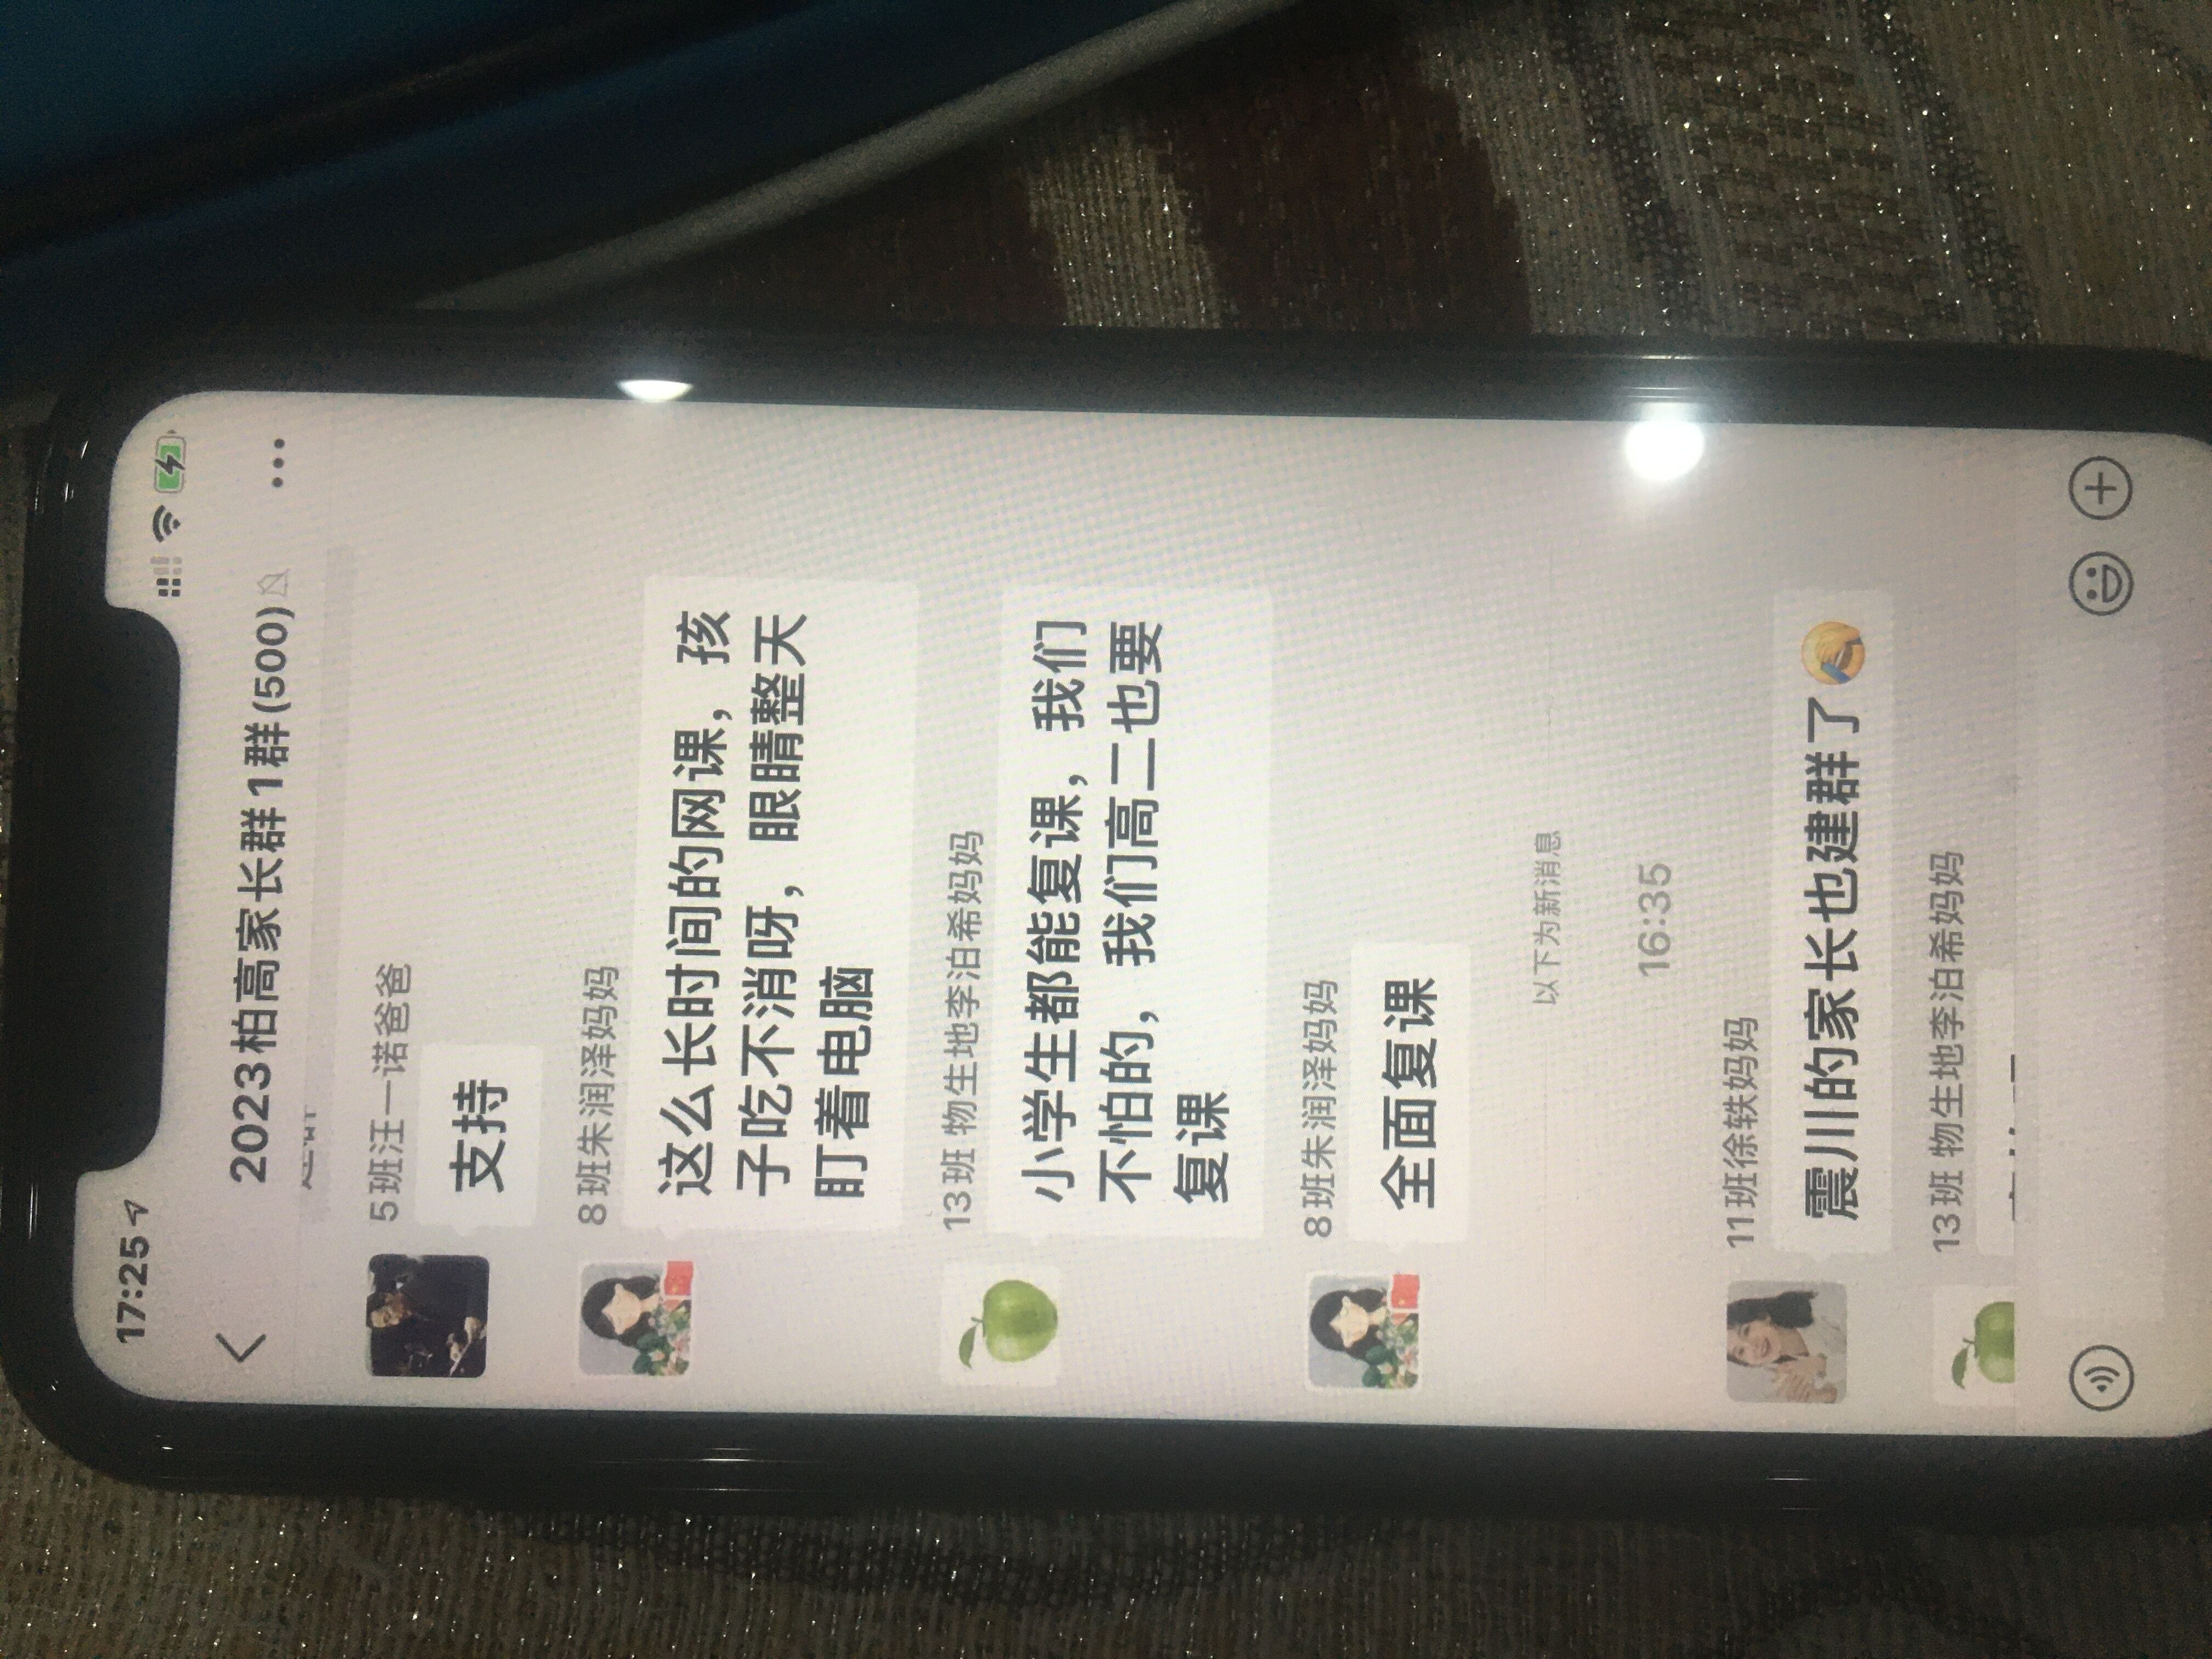 17:25
2023柏高家长群1群(500)
建群
5班汪一诺爸爸
支持
8班朱润泽妈妈
这么长时间的网课，孩
子吃不消呀，眼睛整天
盯着电脑
13班 物生地李泊希妈妈
小学生都能复课，我们
不怕的，我们高二也要
复课
8班朱润泽妈妈
全面复课
以下为新消息
16:35
11班徐轶妈妈
震川的家长也建群了
13班 物生地李泊希妈妈